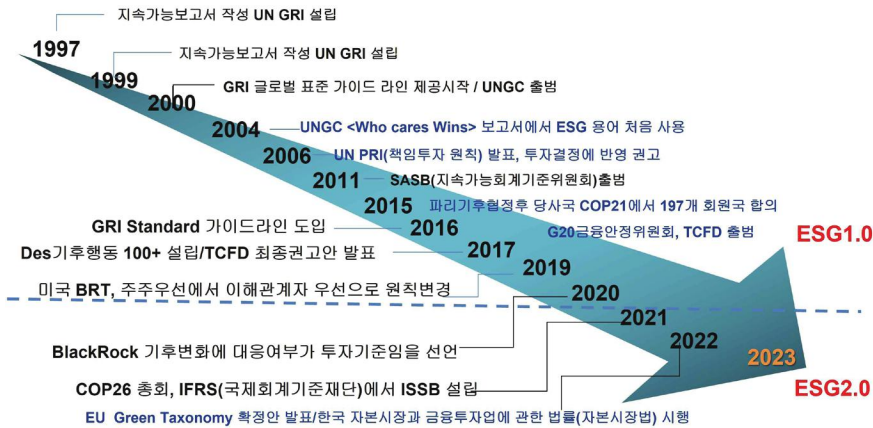 지속가능보고서 작성 UN GRI 설립
1997
지속가능보고서 작성 UN GRI 설립
1999
GRI 글로벌 표준 가이드 라인 제공시작 / UNGC 출범
2000
2004
UNGC <Who cares Wins> 보고서에서 ESG 용어 처음 사용
2006
UN PRI(책임투자 원칙) 발표, 투자결정에 반영 권고
2011
SASB(지속가능회계기준위원회)출범
2015
파리기후협정후 당사국 COP21에서 197개 회원국 합의
GRI Standard 가이드라인 도입
2016
G20금융안정위원회, TCFD 출범
ESG1.0
Des기후행동 100+ 설립/TCFD 최종권고안 발표
2017
2019
미국 BRT, 주주우선에서 이해관계자 우선으로 원칙변경
2020
2021
BlackRock 기후변화에 대응여부가 투자기준임을 선언
2022
2023
COP26 총회, IFRS(국제회계기준재단)에서 ISSB 설립
ESG2.0
EU Green Taxonomy 확정안 발표/한국 자본시장과 금융투자업에 관한 법률(자본시장법) 시행